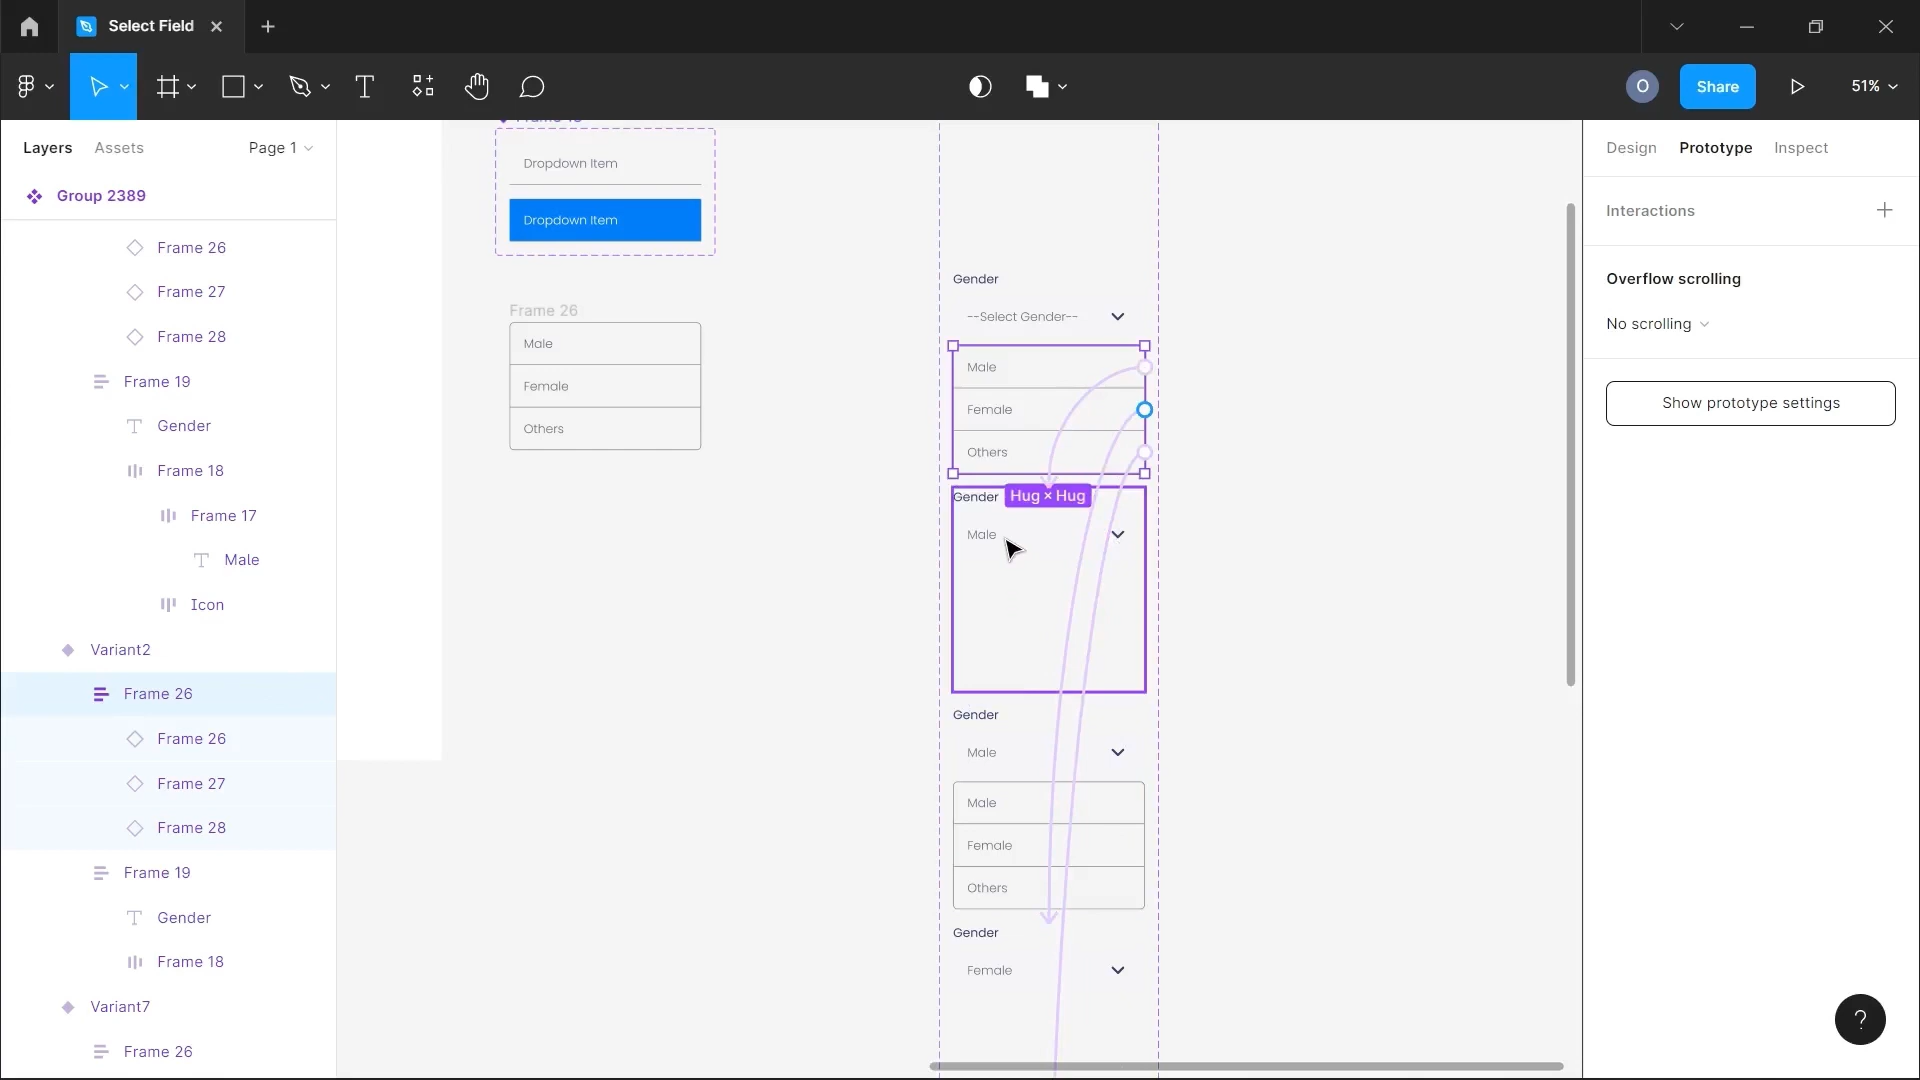 Select Field
Share
O
51%
Layers
Assets
Page 1
Group 2389
Frame 26
Frame 27
Frame 28
Frame 19
Gender
Frame 18
Frame 17
Male
Icon
Variant2
Frame 26
Frame 26
Frame 27
Frame 28
Frame 19
Gender
Frame 18
Variant7
Frame 26
Dropdown Item
Dropdown Item
Frame 26
Male
Female
Others
Gender
--Select Gender--
Male
Female
Others
Gender
Hug × Hug
Male
Gender
Male
Male
Female
Others
Gender
Female
Design
Prototype
Inspect
Interactions
Overflow scrolling
No scrolling
Show prototype settings
?